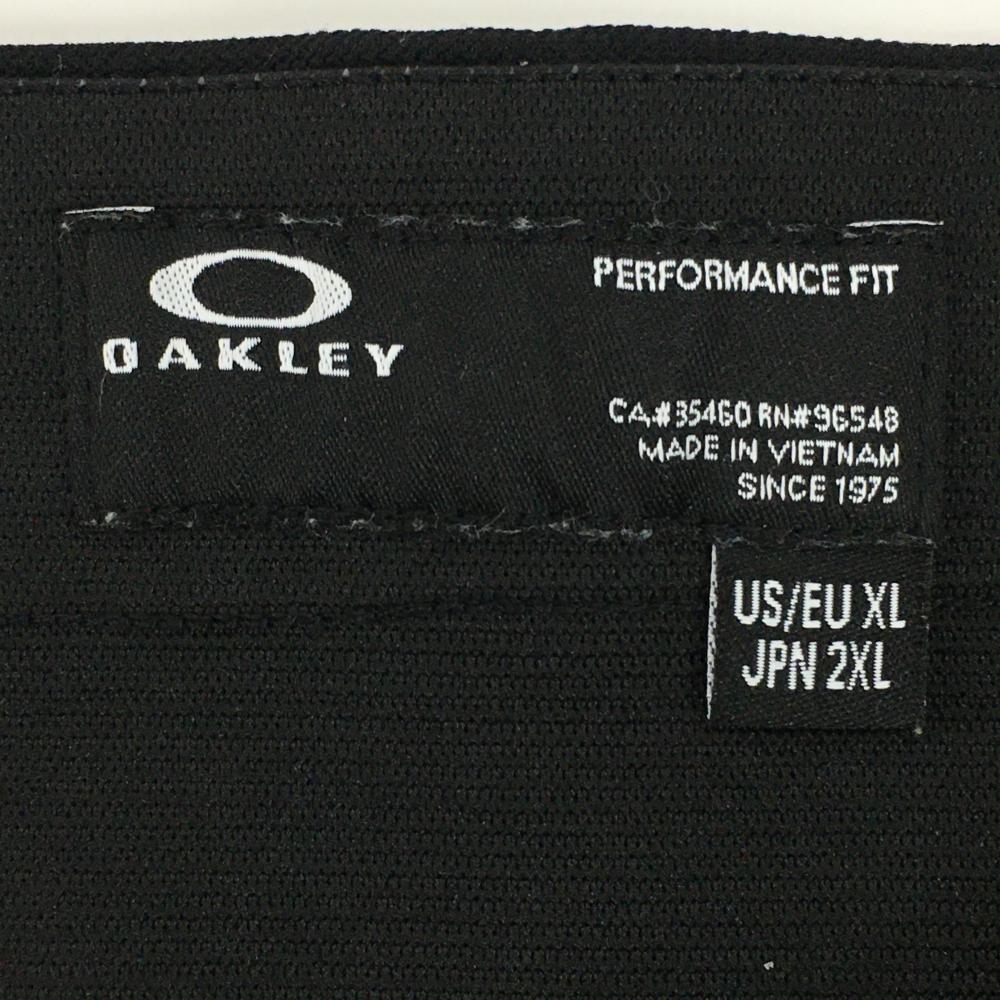 OAKLEY
PERFORMANCE FIT
CA#35460 RN#96548
MADE IN VIETNAM
SINCE 1975
US/EU XL
JPN 2XL